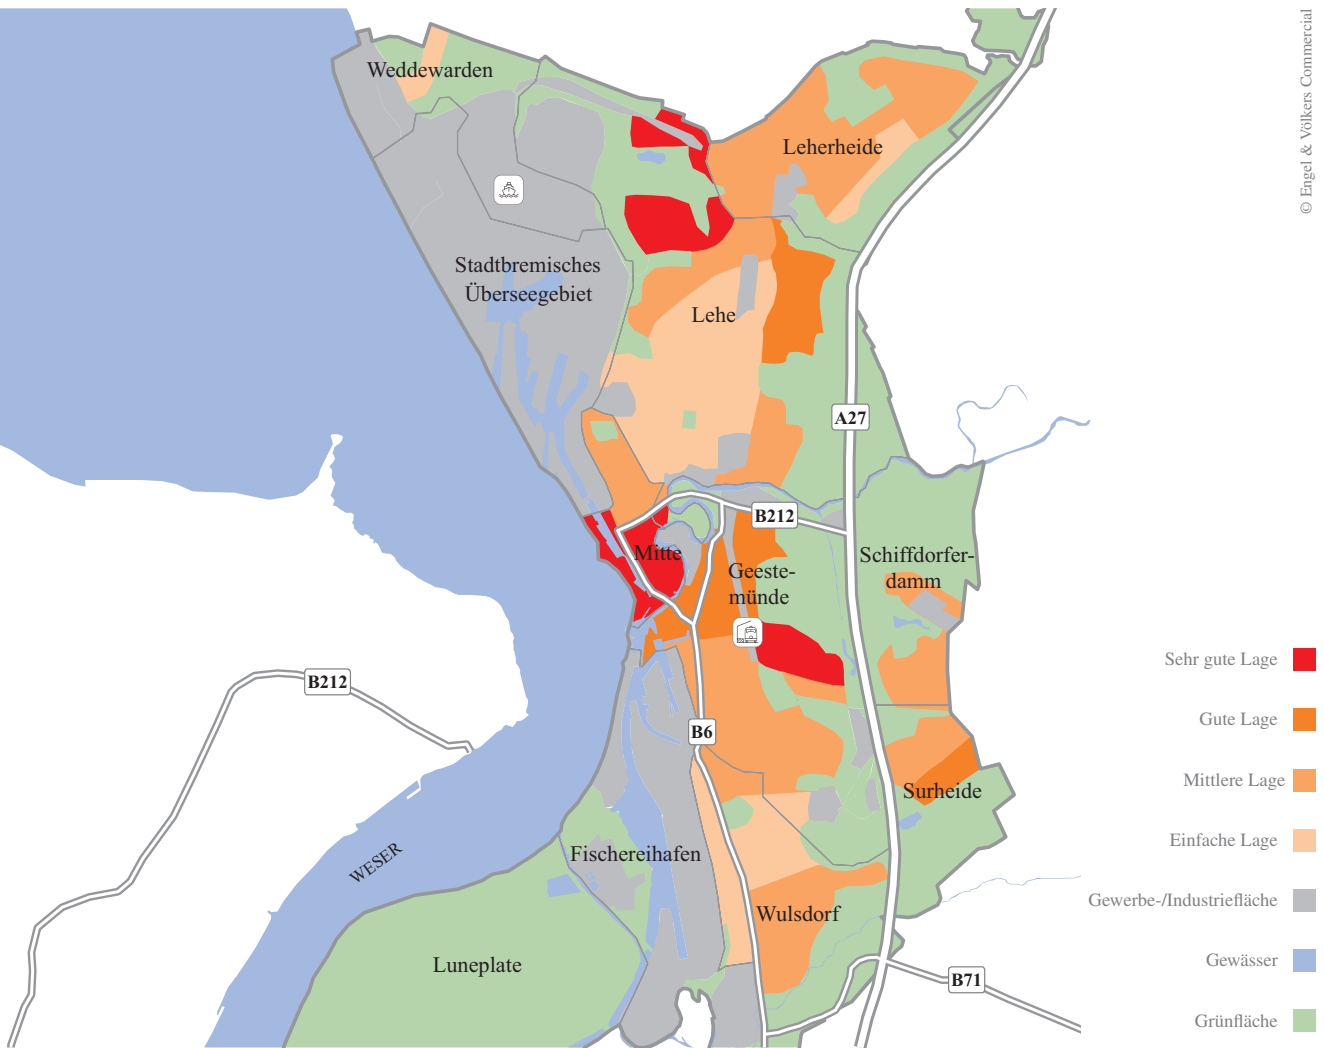 © Engel & Völkers Commercial
Weddewarden
Leherheide
Stadtbremisches
Überseegebiet
Lehe
A27
B212
Mitte
Geeste-
münde
Schiffdorfer-
damm
B212
B6
Surheide
WESER
Fischereihafen
Wulsdorf
Luneplate
B71
Sehr gute Lage
Gute Lage
Mittlere Lage
Einfache Lage
Gewerbe-/Industriefläche
Gewässer
Grünfläche